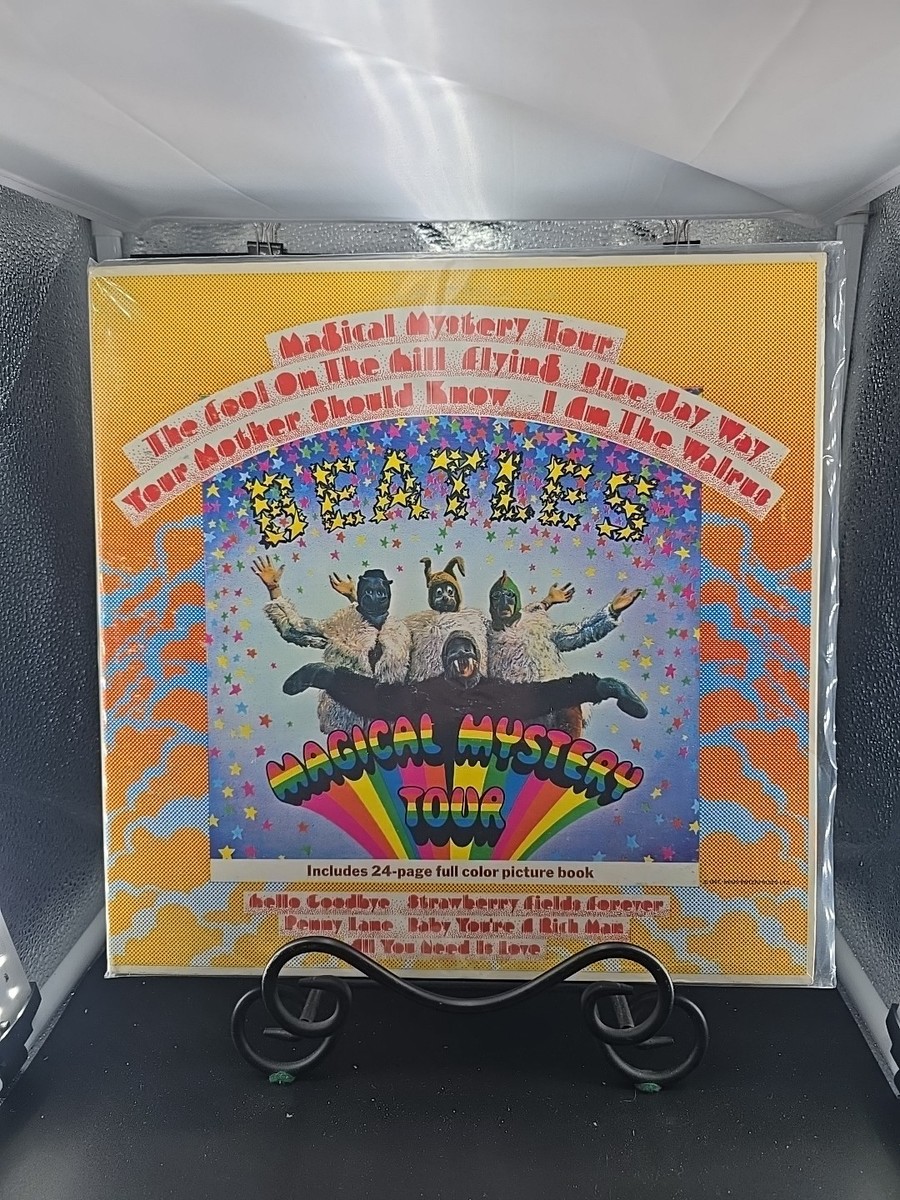 Magical Mystery Tour
The Fool On The Hill Flying Blue Jay Way
Your Mother Should Know I Am The Walrus
BEATLES
MAGICAL MYSTERY
TOUR
Includes 24-page full color picture book
Hello Goodbye Strawberry Fields Forever
Penny Lane Baby You're A Rich Man
All You Need Is Love